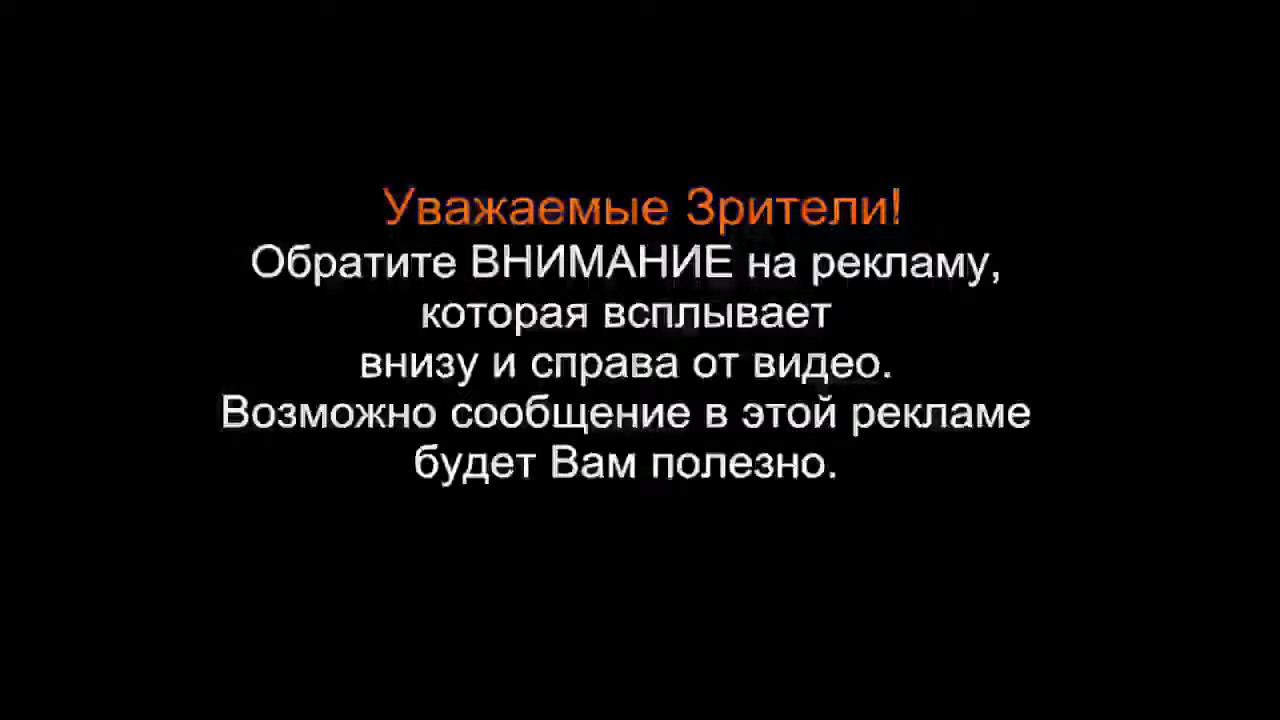 Уважаемые Зрители!
Обратите ВНИМАНИЕ на рекламу,
которая всплывает
внизу и справа от видео.
Возможно сообщение в этой рекламе
будет Вам полезно.